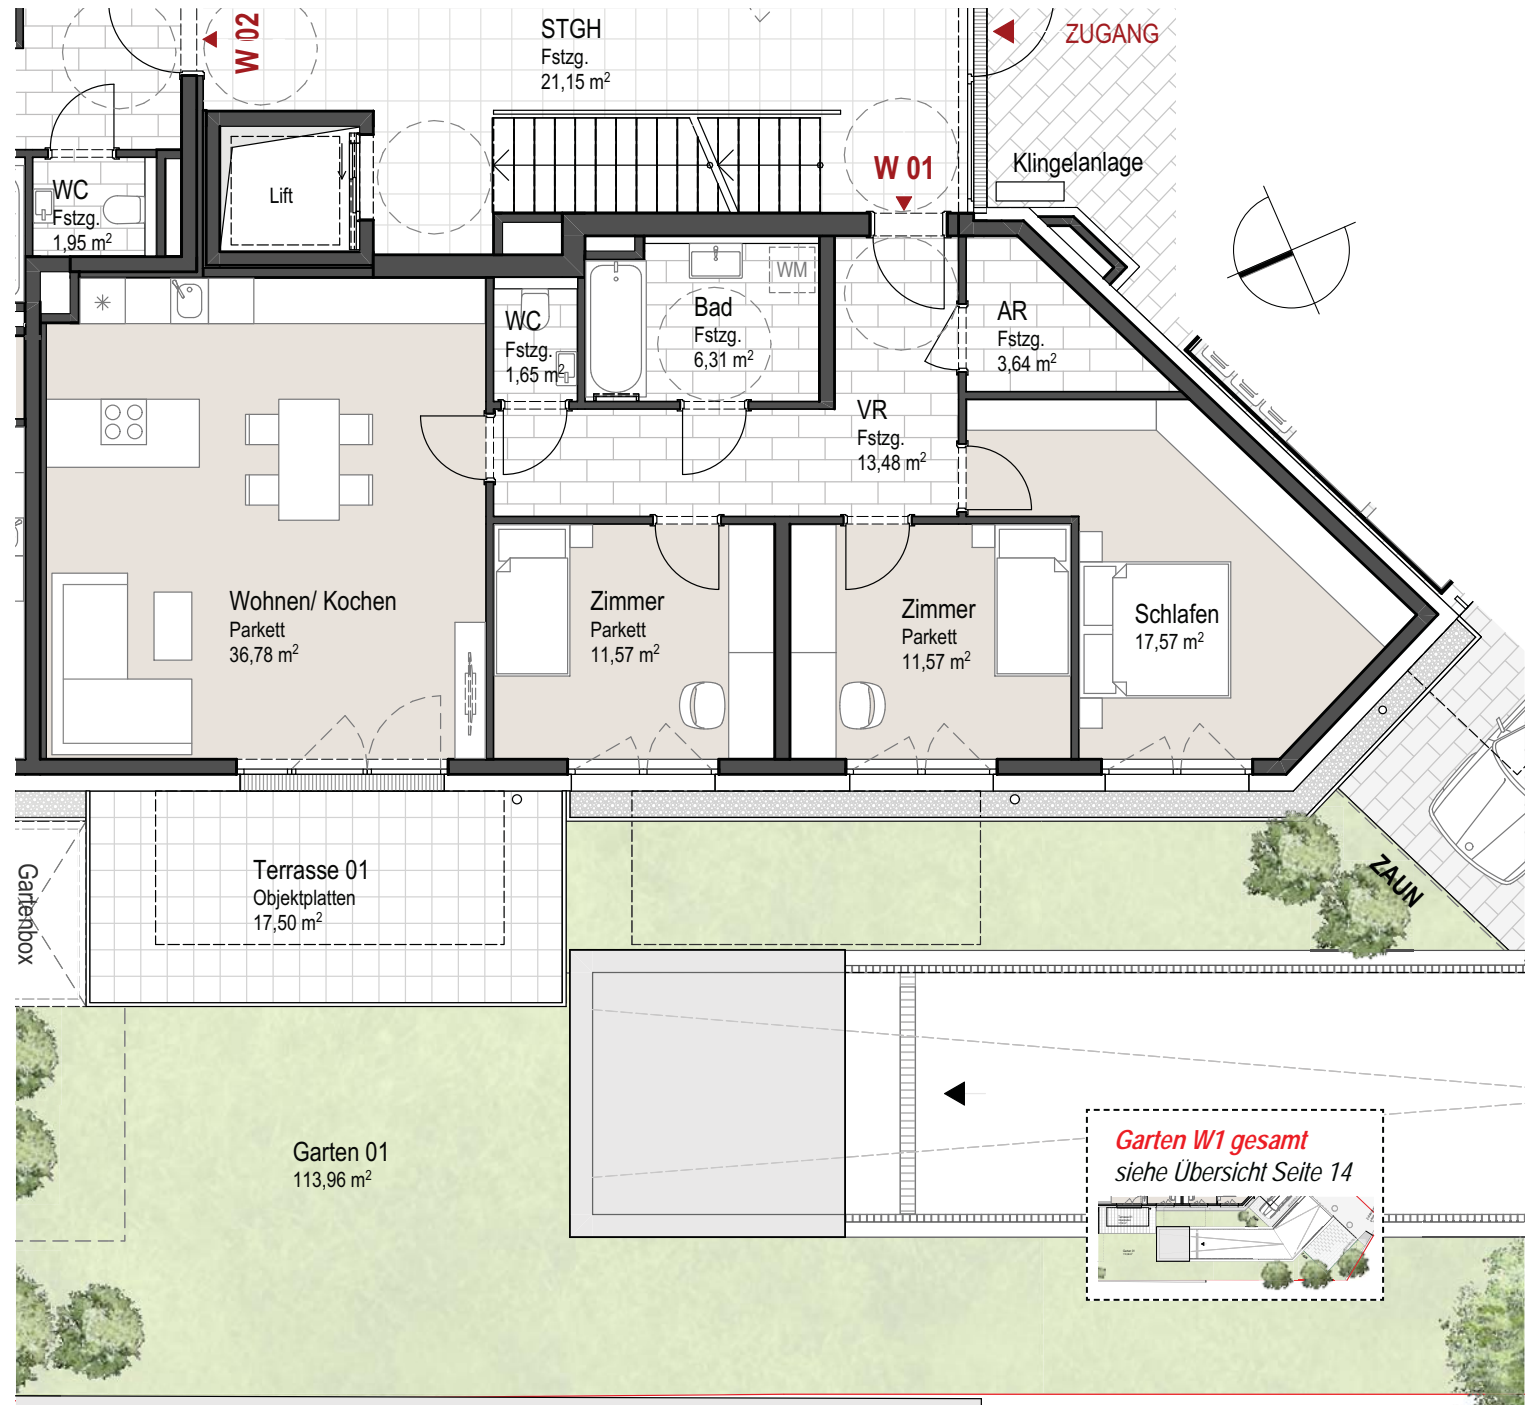 W 02
STGH
Fstzg.
21,15 m²
ZUGANG
Klingelanlage
W 01
WC
Fstzg.
1,95 m²
Lift
WC
Fstzg.
1,65 m²
Bad
Fstzg.
6,31 m²
WM
AR
Fstzg.
3,64 m²
VR
Fstzg.
13,48 m²
Wohnen/ Kochen
Parkett
36,78 m²
Zimmer
Parkett
11,57 m²
Zimmer
Parkett
11,57 m²
Schlafen
17,57 m²
Gartenbox
Terrasse 01
Objektplatten
17,50 m²
ZAUN
Garten 01
113,96 m²
Garten W1 gesamt
siehe Übersicht Seite 14